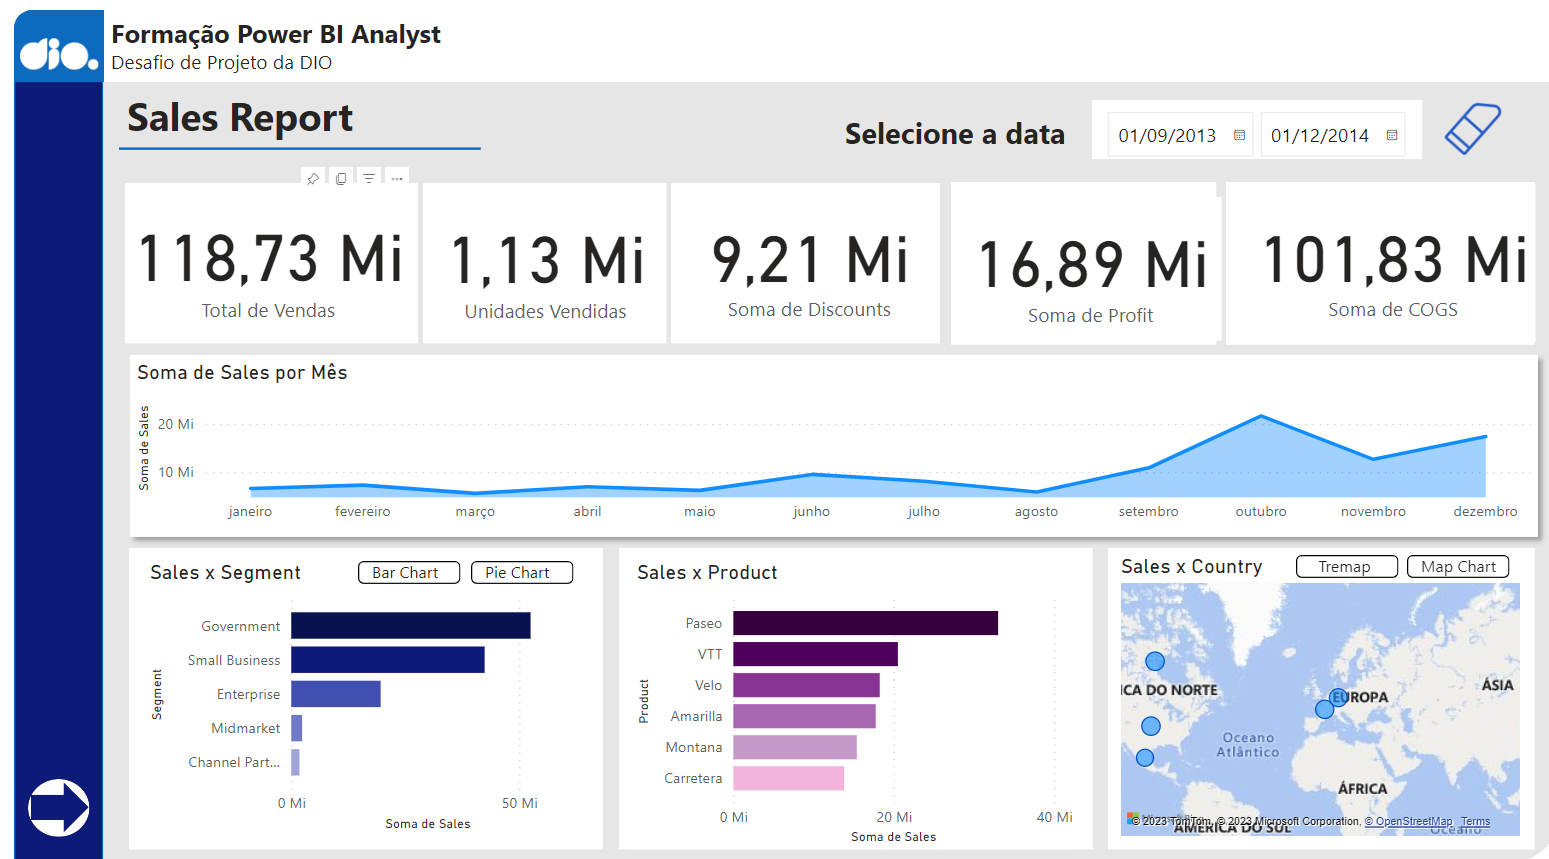 dio.
Formação Power BI Analyst
Desafio de Projeto da DIO
Sales Report
Selecione a data
01/09/2013
01/12/2014
118,73 Mi
Total de Vendas
1,13 Mi
Unidades Vendidas
9,21 Mi
Soma de Discounts
16,89 Mi
Soma de Profit
101,83 Mi
Soma de COGS
Soma de Sales por Mês
Soma de Sales
20 Mi
10 Mi
janeiro fevereiro março abril maio junho julho agosto setembro outubro novembro dezembro
Sales x Segment
Bar Chart
Pie Chart
Segment
Government
Small Business
Enterprise
Midmarket
Channel Part...
0 Mi 50 Mi
Soma de Sales
Sales x Product
Product
Paseo
VTT
Velo
Amarilla
Montana
Carretera
0 Mi 20 Mi 40 Mi
Soma de Sales
Sales x Country
Tremap
Map Chart
ICA DO NORTE
EUROPA
ÁSIA
Oceano
Atlântico
ÁFRICA
AMÉRICA DO SUL
Oceano
© 2023 TomTom, © 2023 Microsoft Corporation, © OpenStreetMap Terms